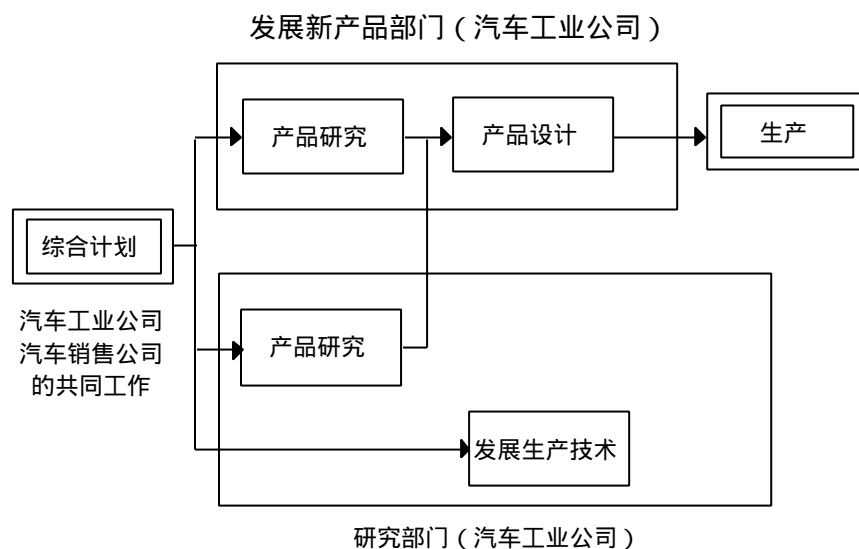 发展新产品部门（汽车工业公司）
产品研究
产品设计
生产
综合计划
汽车工业公司
汽车销售公司
的共同工作
产品研究
发展生产技术
研究部门（汽车工业公司）